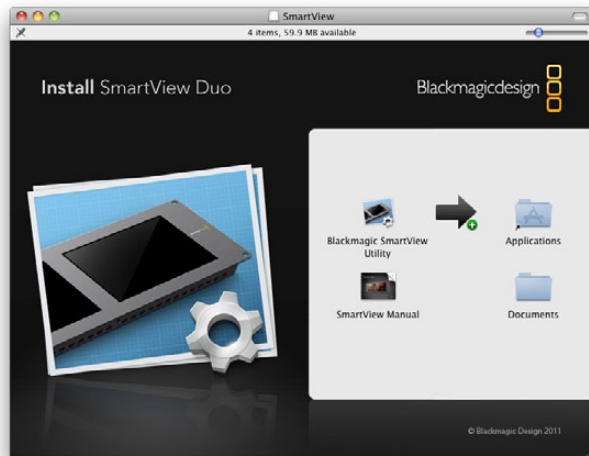 SmartView
4 items, 59.9 MB available
Install SmartView Duo
Blackmagicdesign
Blackmagic SmartView
Utility
Applications
SmartView Manual
Documents
© Blackmagic Design 2011